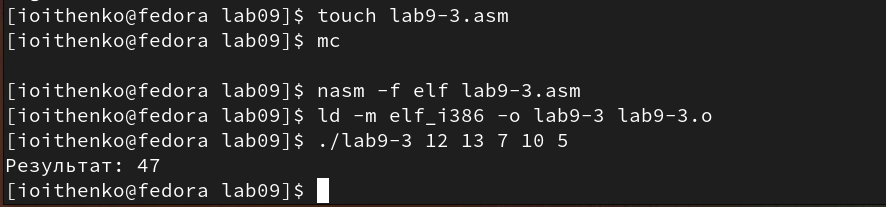 [ioithenko@fedora lab09]$ touch lab9-3.asm
[ioithenko@fedora lab09]$ mc
[ioithenko@fedora lab09]$ nasm -f elf lab9-3.asm
[ioithenko@fedora lab09]$ ld -m elf_i386 -o lab9-3 lab9-3.o
[ioithenko@fedora lab09]$ ./lab9-3 12 13 7 10 5
Результат: 47
[ioithenko@fedora lab09]$